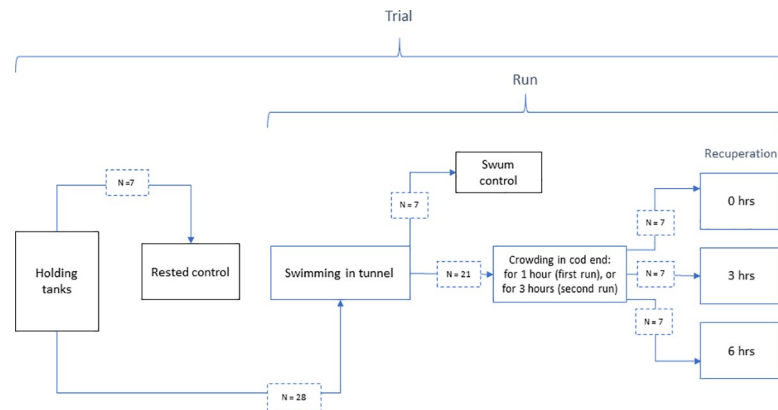 Trial
Run
Recuperation
Swum
control
0 hrs
N =7
N = 7
N = 7
Holding
tanks
Rested control
Swimming in tunnel
N = 21
Crowding in cod end:
for 1 hour (first run), or
for 3 hours (second run)
N = 7
3 hrs
N = 7
6 hrs
N = 28